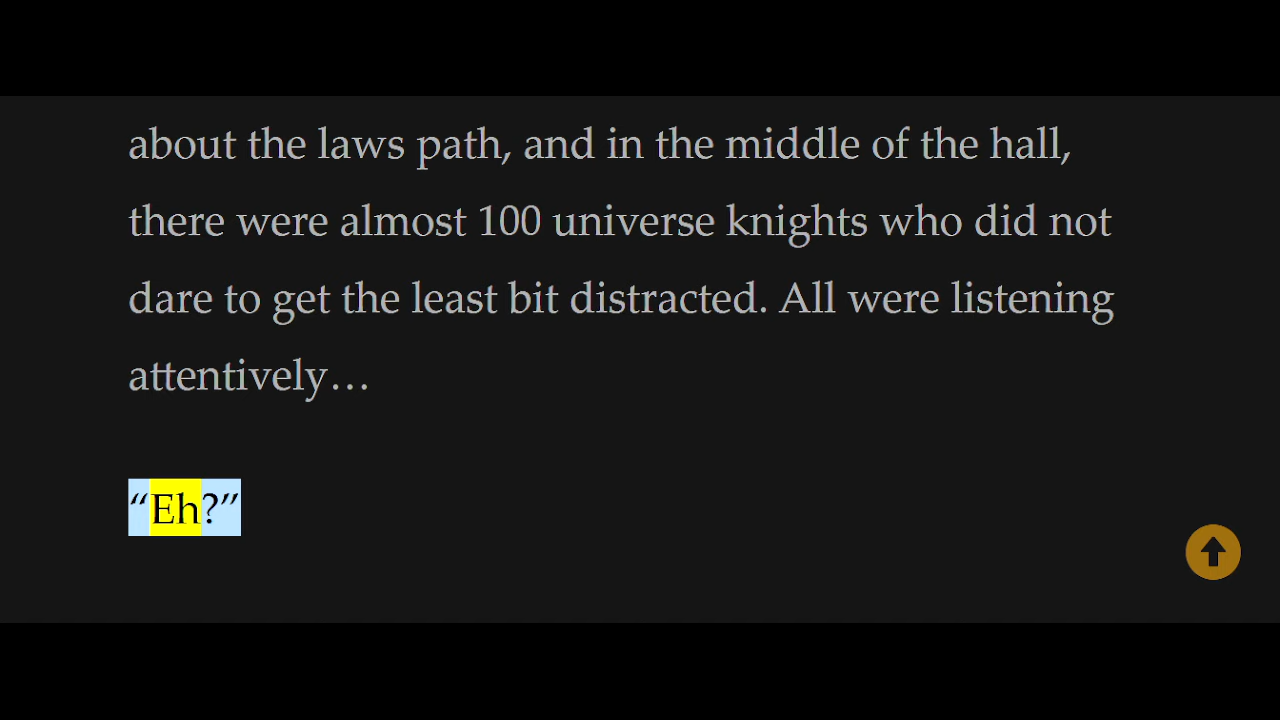 about the laws path, and in the middle of the hall,
there were almost 100 universe knights who did not
dare to get the least bit distracted. All were listening
attentively…
“Eh?”